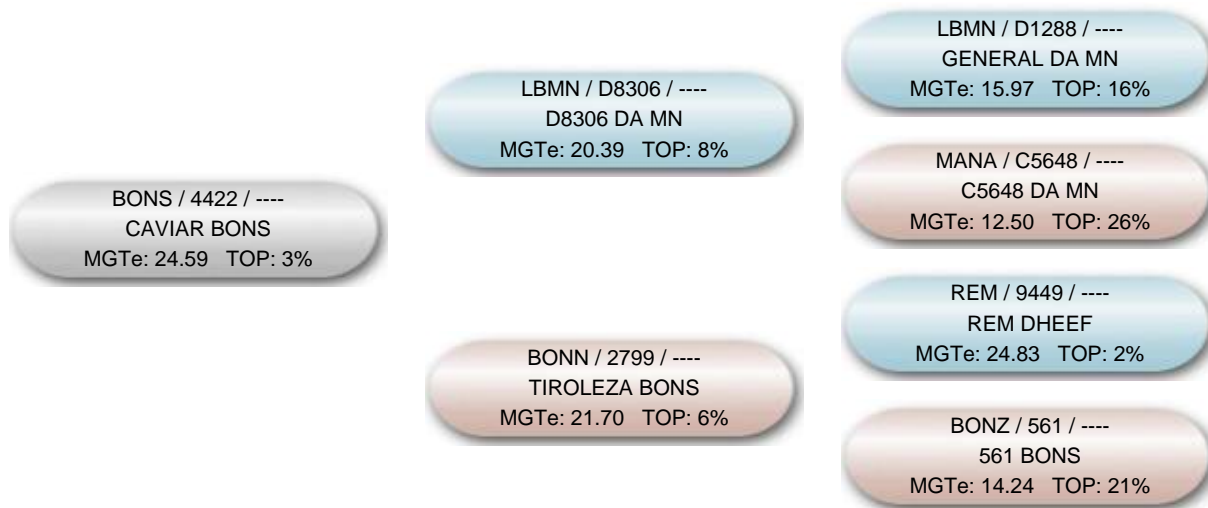 BONS / 4422 / ----
CAVIAR BONS
MGTe: 24.59 TOP: 3%
LBMN / D8306 / ----
D8306 DA MN
MGTe: 20.39 TOP: 8%
BONN / 2799 / ----
TIROLEZA BONS
MGTe: 21.70 TOP: 6%
LBMN / D1288 / ----
GENERAL DA MN
MGTe: 15.97 TOP: 16%
MANA / C5648 / ----
C5648 DA MN
MGTe: 12.50 TOP: 26%
REM / 9449 / ----
REM DHEEF
MGTe: 24.83 TOP: 2%
BONZ / 561 / ----
561 BONS
MGTe: 14.24 TOP: 21%